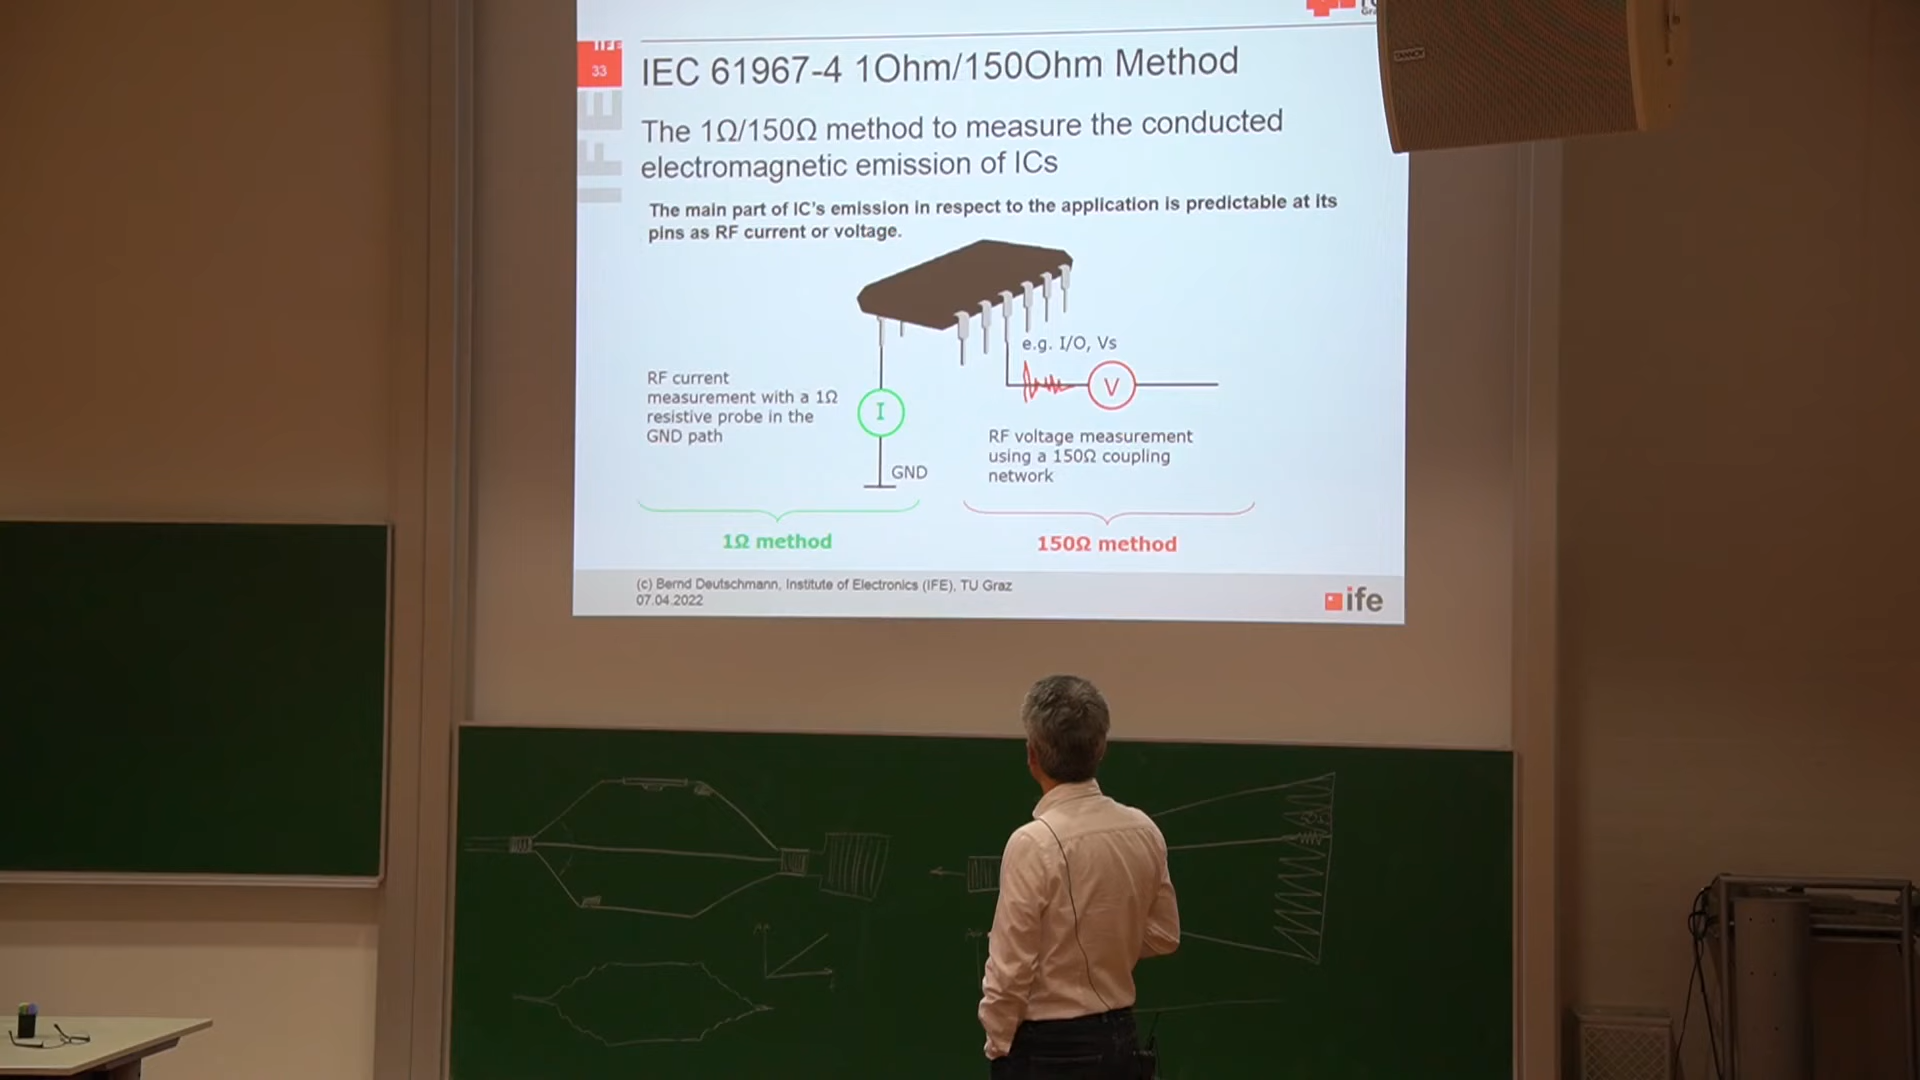 IFE
33
IFE
IEC 61967-4 1Ohm/150Ohm Method
The 1Ω/150Ω method to measure the conducted
electromagnetic emission of ICs
The main part of IC's emission in respect to the application is predictable at its
pins as RF current or voltage.
e.g. I/O, Vs
RF current
measurement with a 1Ω
resistive probe in the
GND path
I
GND
V
RF voltage measurement
using a 150Ω coupling
network
1Ω method
150Ω method
(c) Bernd Deutschmann, Institute of Electronics (IFE), TU Graz
07.04.2022
ife